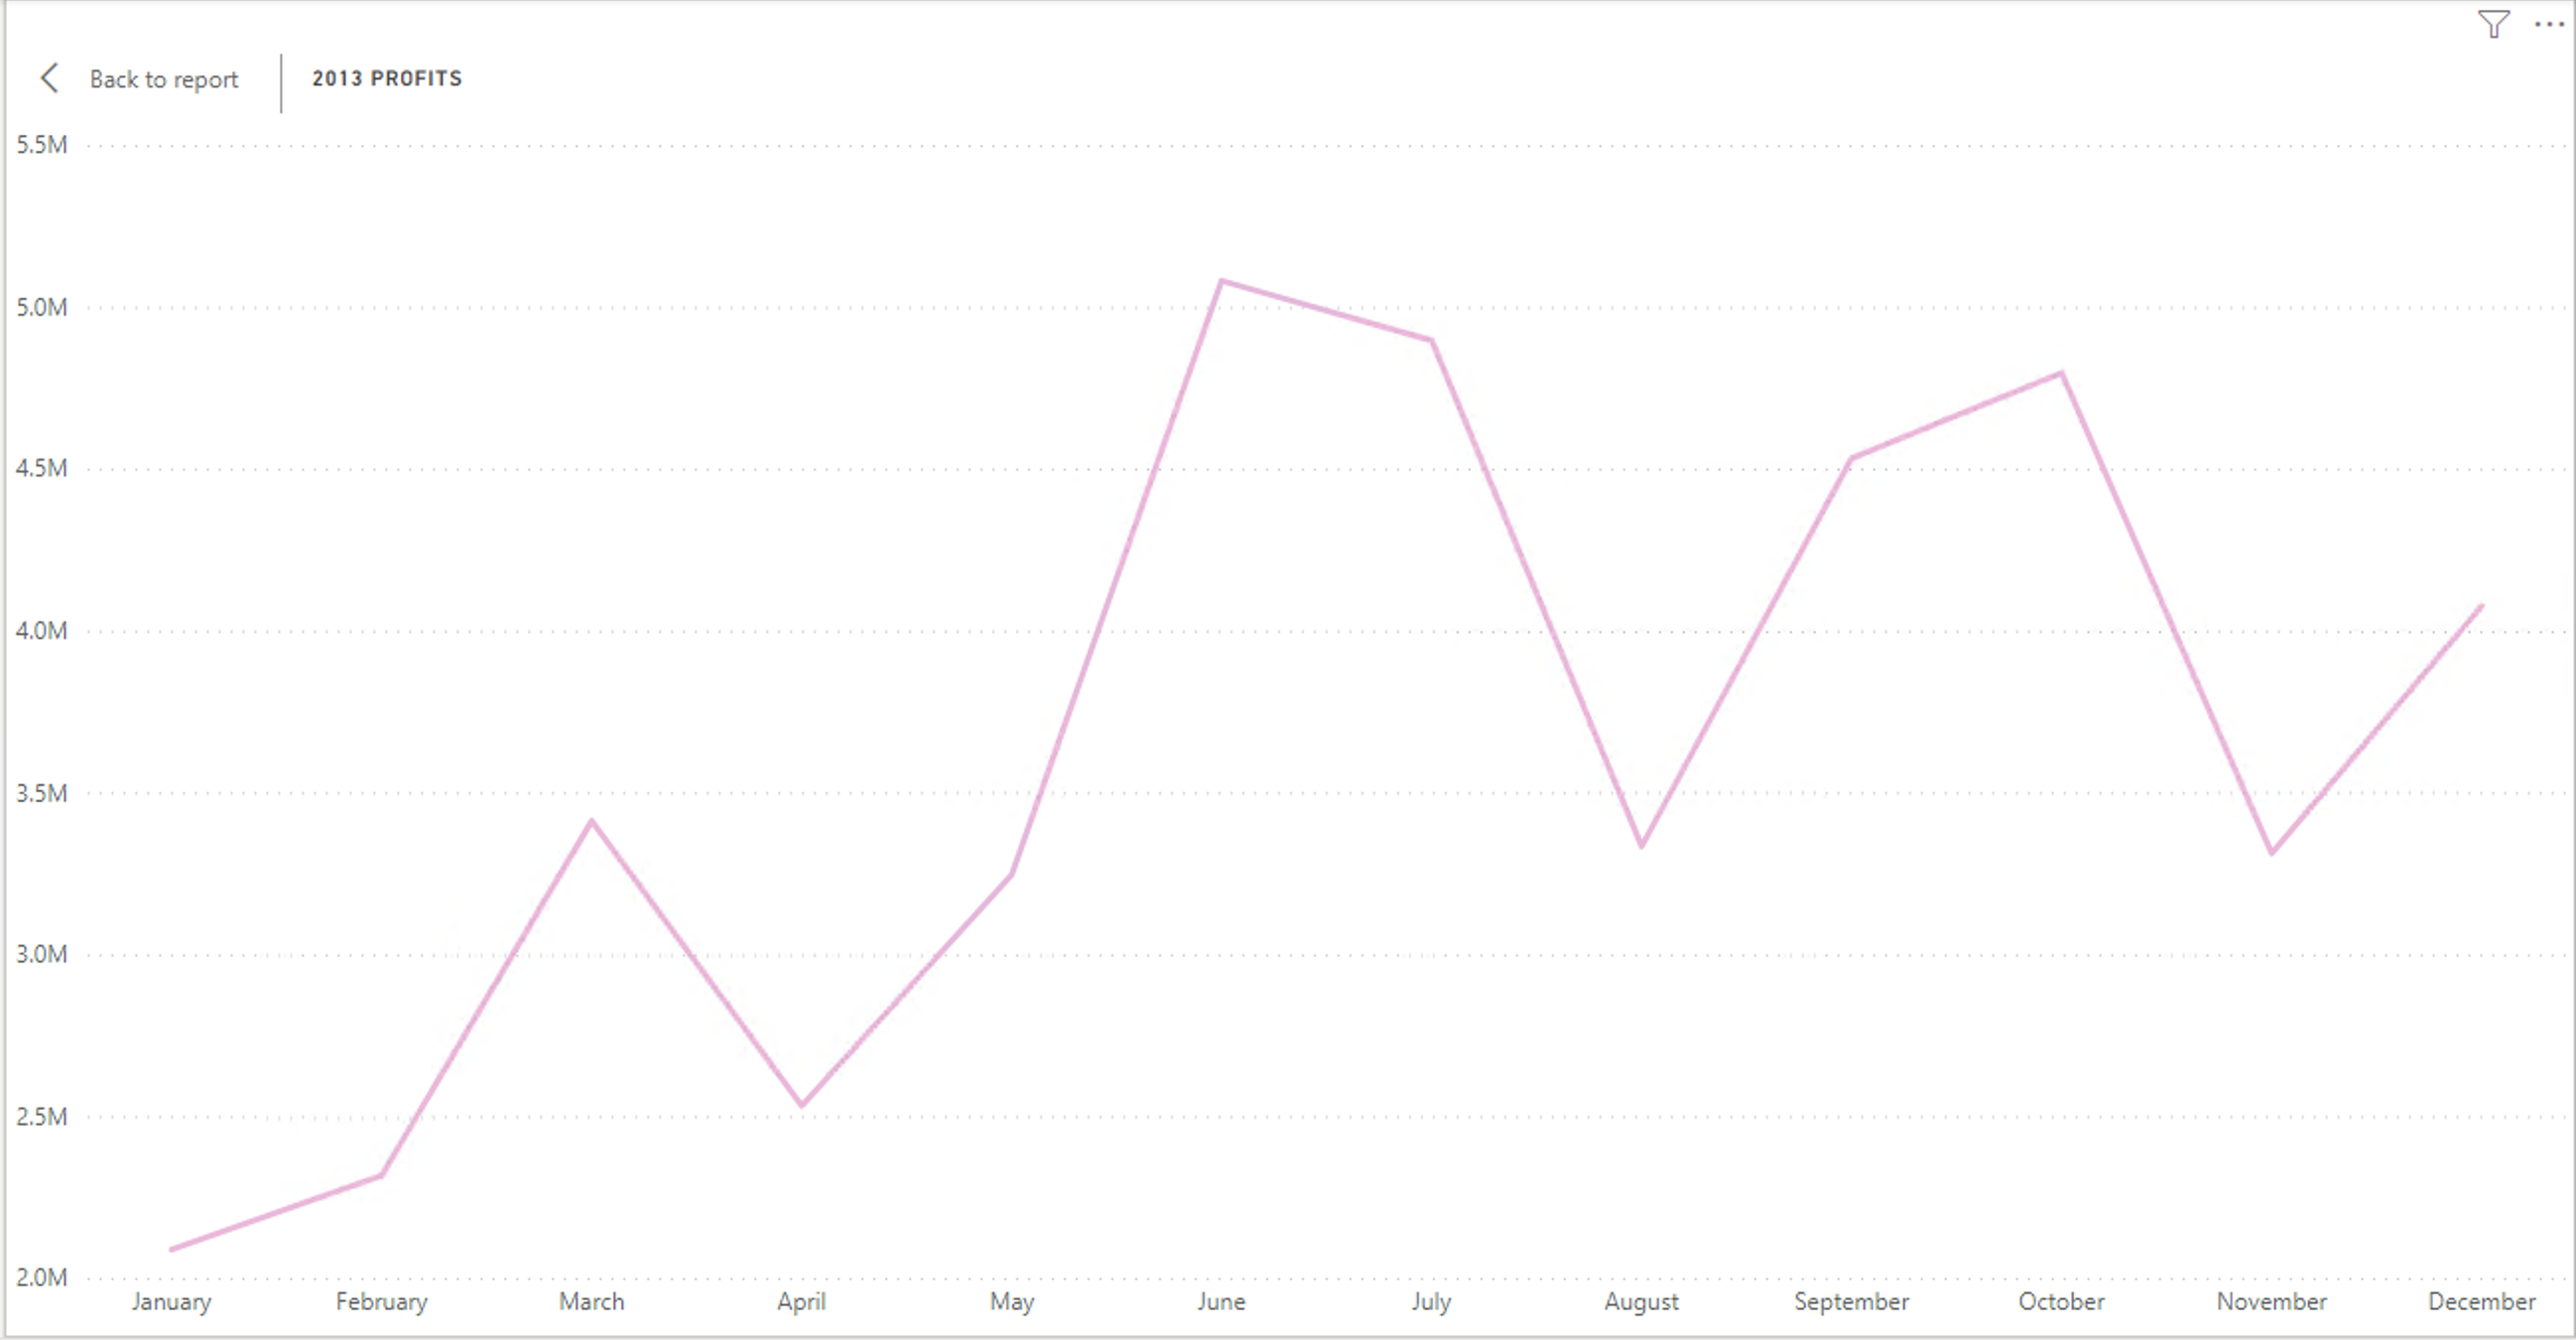 Back to report
2013 PROFITS
5.5M
5.0M
4.5M
4.0M
3.5M
3.0M
2.5M
2.0M
January February March April May June July August September October November December